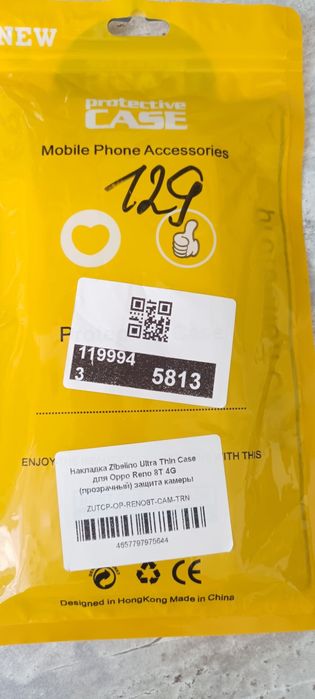 NEW
protective
CASE
Mobile Phone Accessories
129
119994
3 5813
ENJOY
WITH THIS
Накладка Zibelino Ultra Thin Case
для Oppo Reno 8T 4G
(прозрачный) защита камеры
ZUTCP-OP-RENO8T-CAM-TRN
4657797975644
CE
Designed in HongKong Made in China